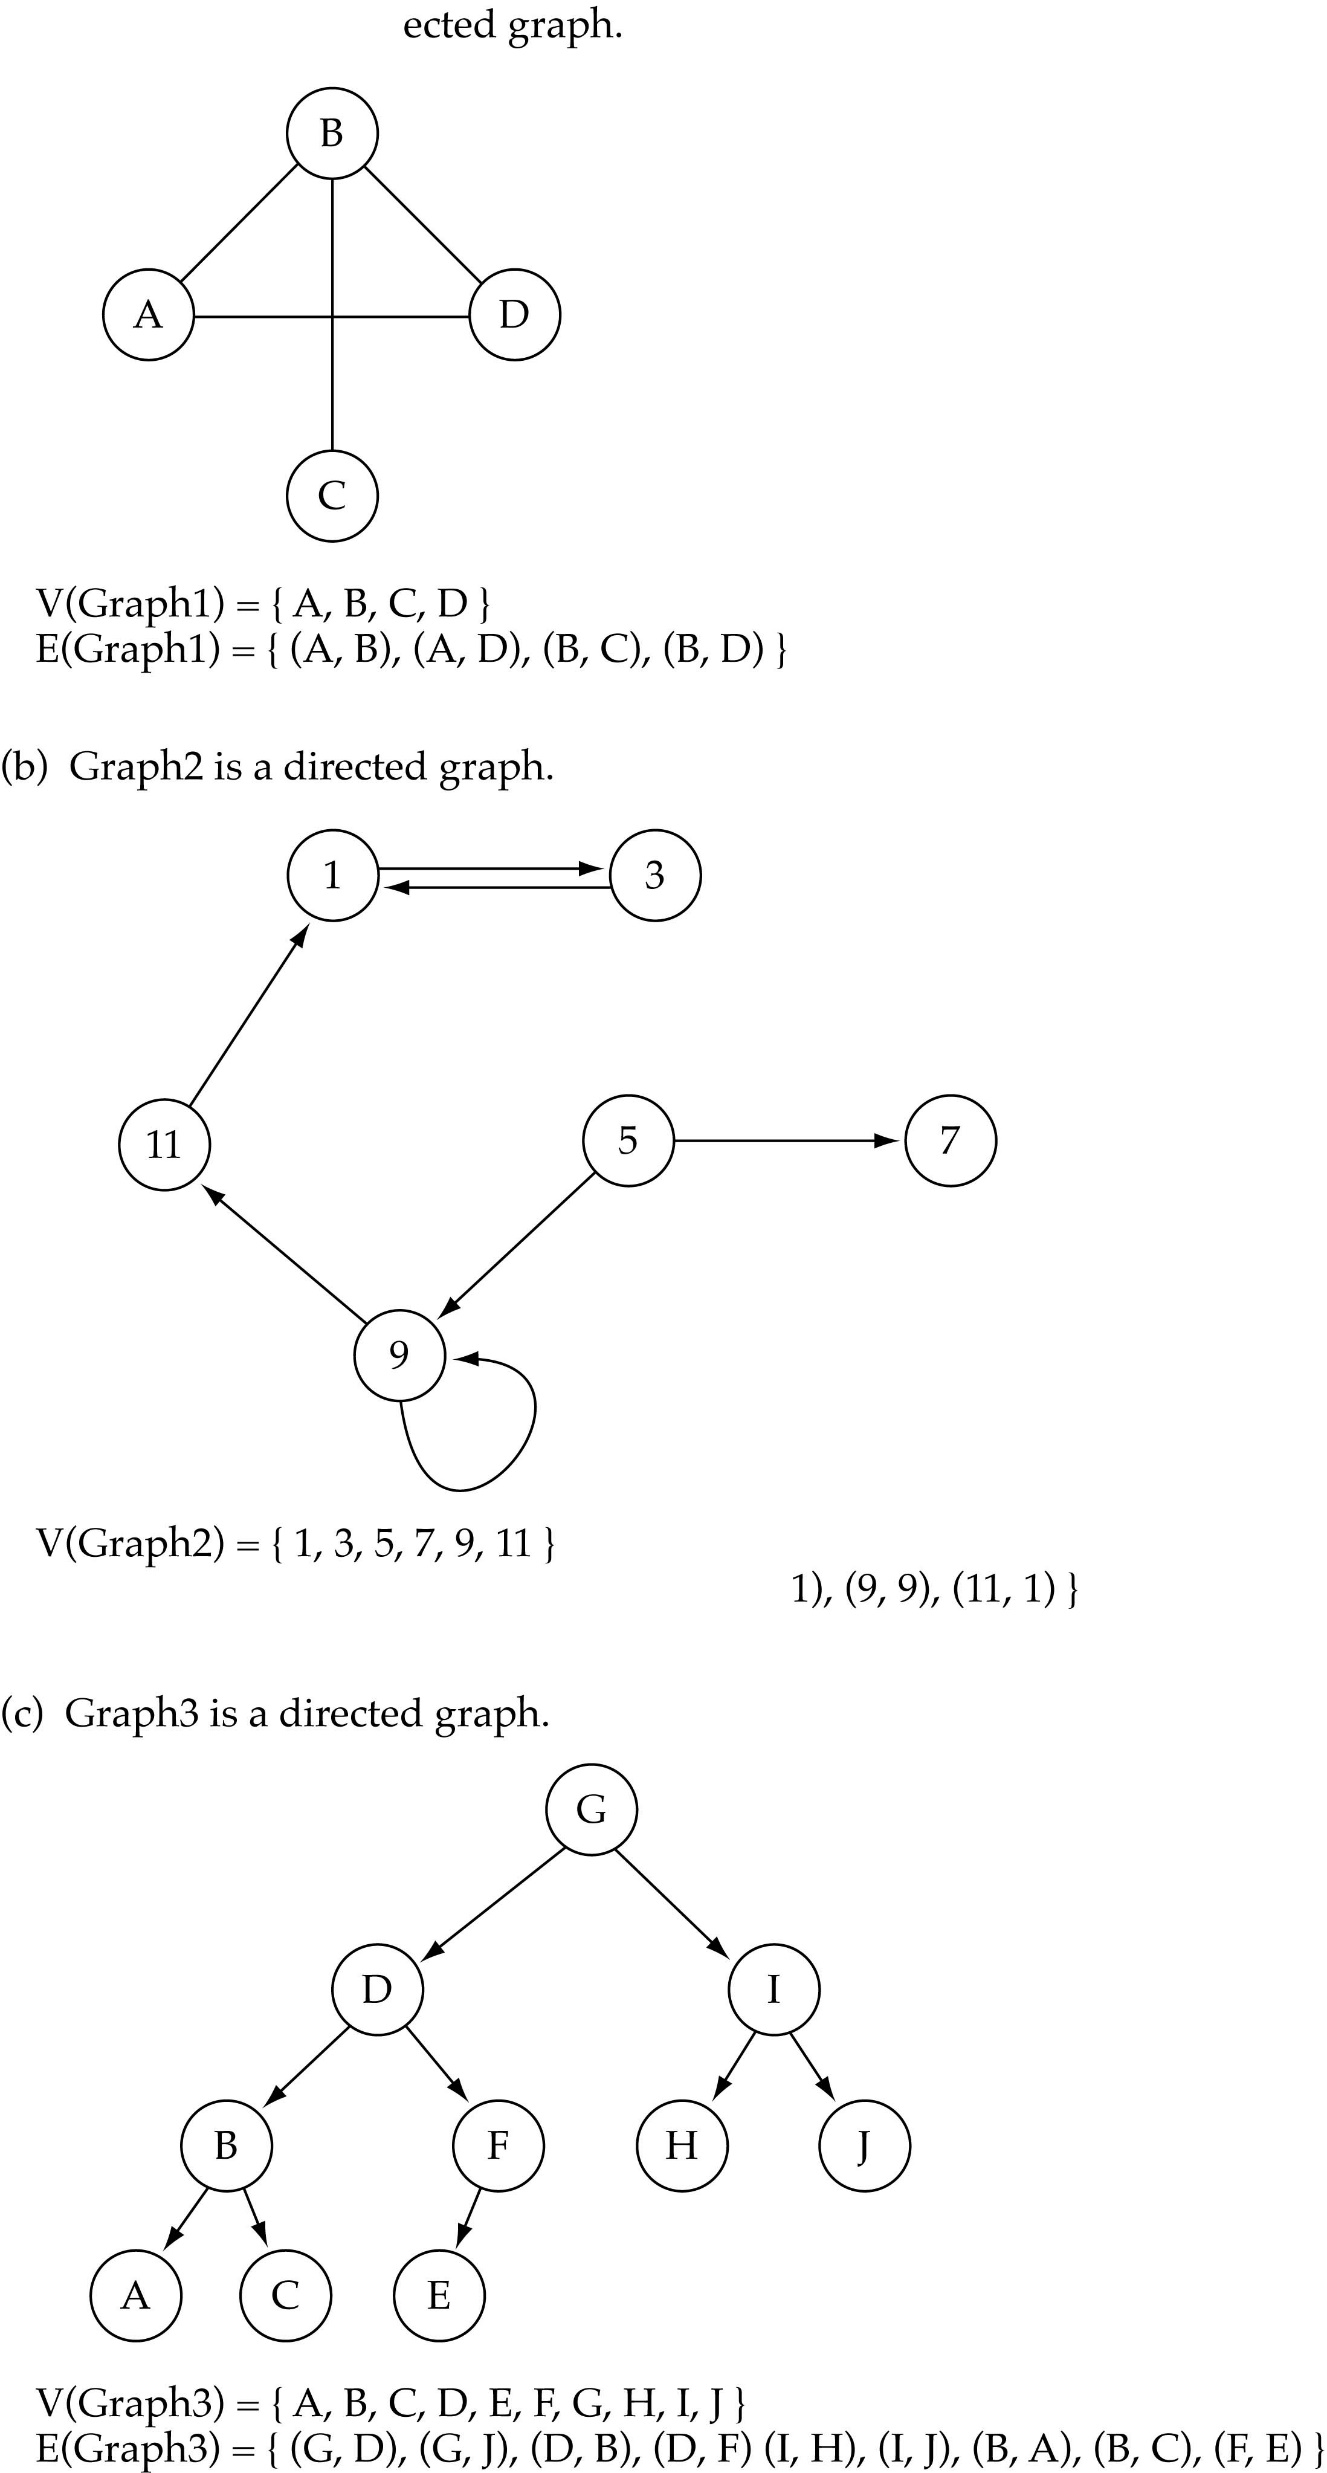 ected graph.
B
A
D
C
V(Graph1) = { A, B, C, D }
E(Graph1) = { (A, B), (A, D), (B, C), (B, D) }
(b) Graph2 is a directed graph.
1
3
11
5
7
9
V(Graph2) = { 1, 3, 5, 7, 9, 11 }
1), (9, 9), (11, 1) }
(c) Graph3 is a directed graph.
G
D
I
B
F
H
J
A
C
E
V(Graph3) = { A, B, C, D, E, F, G, H, I, J }
E(Graph3) = { (G, D), (G, J), (D, B), (D, F) (I, H), (I, J), (B, A), (B, C), (F, E) }